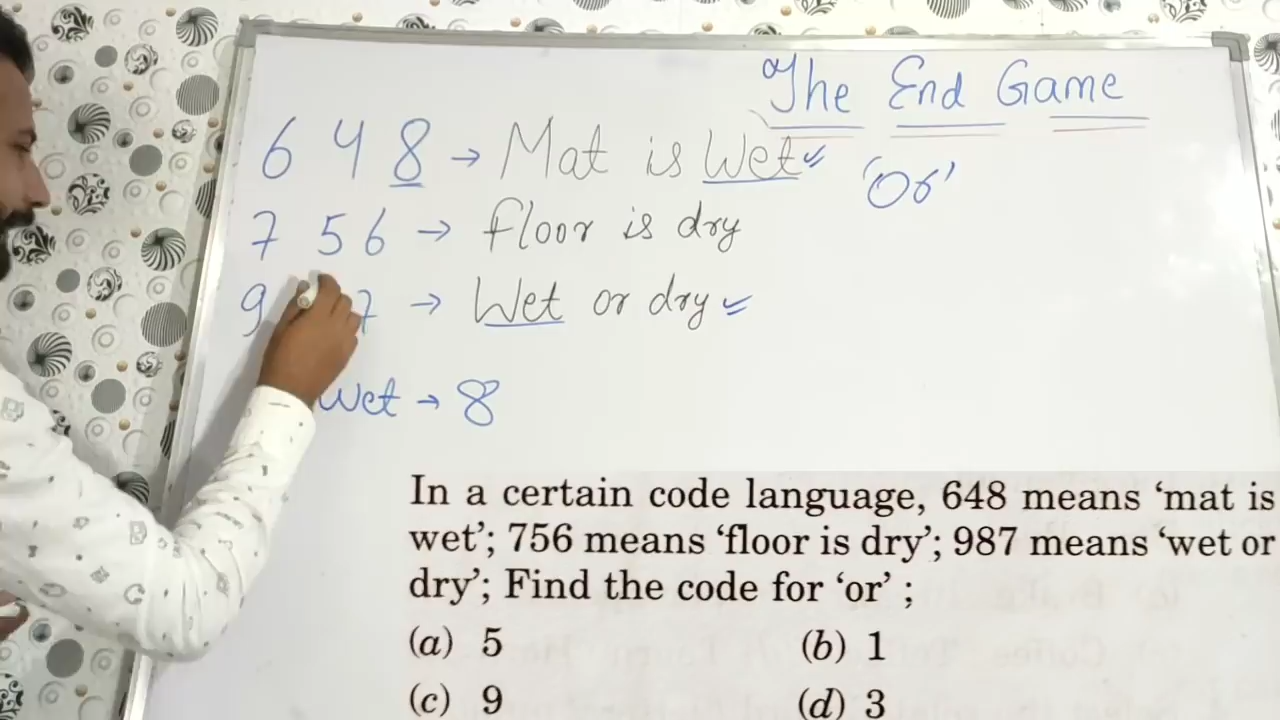 The End Game
6 4 8 → Mat is Wet ✓ 'Or'
7 5 6 → floor is dry
9 7 → Wet or dry ✓
Wet → 8
In a certain code language, 648 means ‘mat is
wet’; 756 means ‘floor is dry’; 987 means ‘wet or
dry’; Find the code for ‘or’ ;
(a) 5 (b) 1
(c) 9 (d) 3